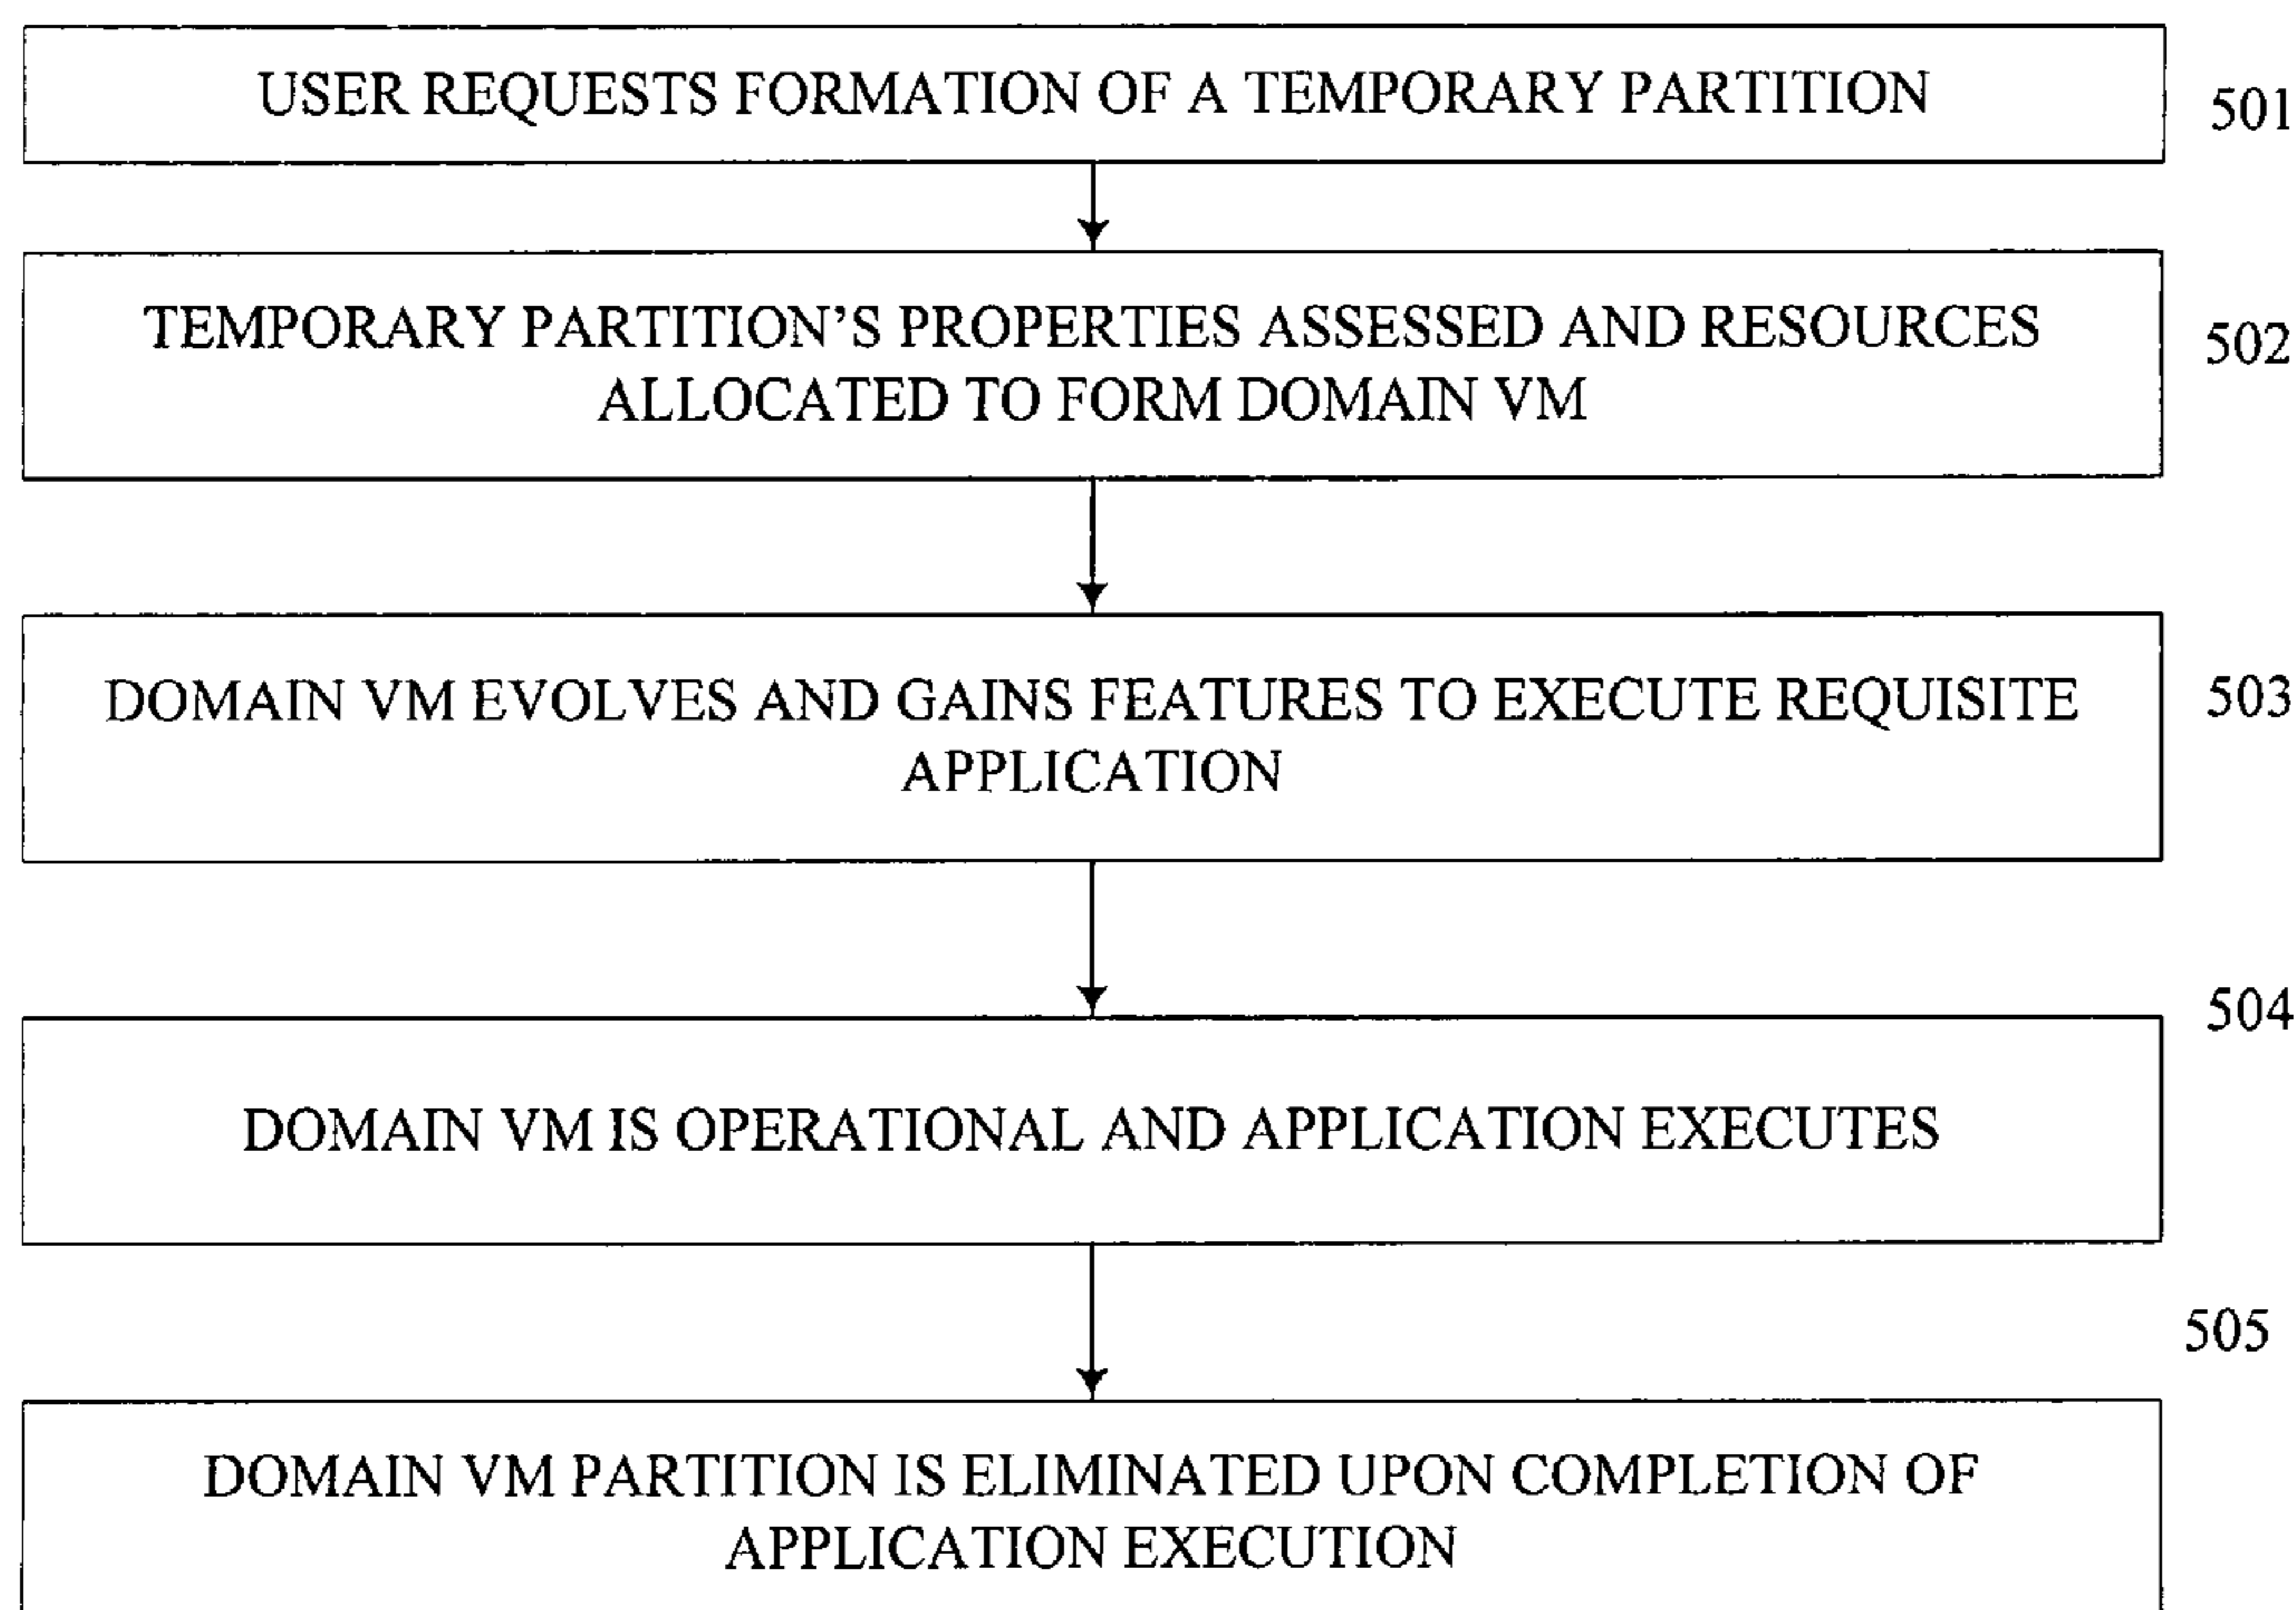 USER REQUESTS FORMATION OF A TEMPORARY PARTITION
501
TEMPORARY PARTITION'S PROPERTIES ASSESSED AND RESOURCES
ALLOCATED TO FORM DOMAIN VM
502
DOMAIN VM EVOLVES AND GAINS FEATURES TO EXECUTE REQUISITE
APPLICATION
503
504
DOMAIN VM IS OPERATIONAL AND APPLICATION EXECUTES
505
DOMAIN VM PARTITION IS ELIMINATED UPON COMPLETION OF
APPLICATION EXECUTION